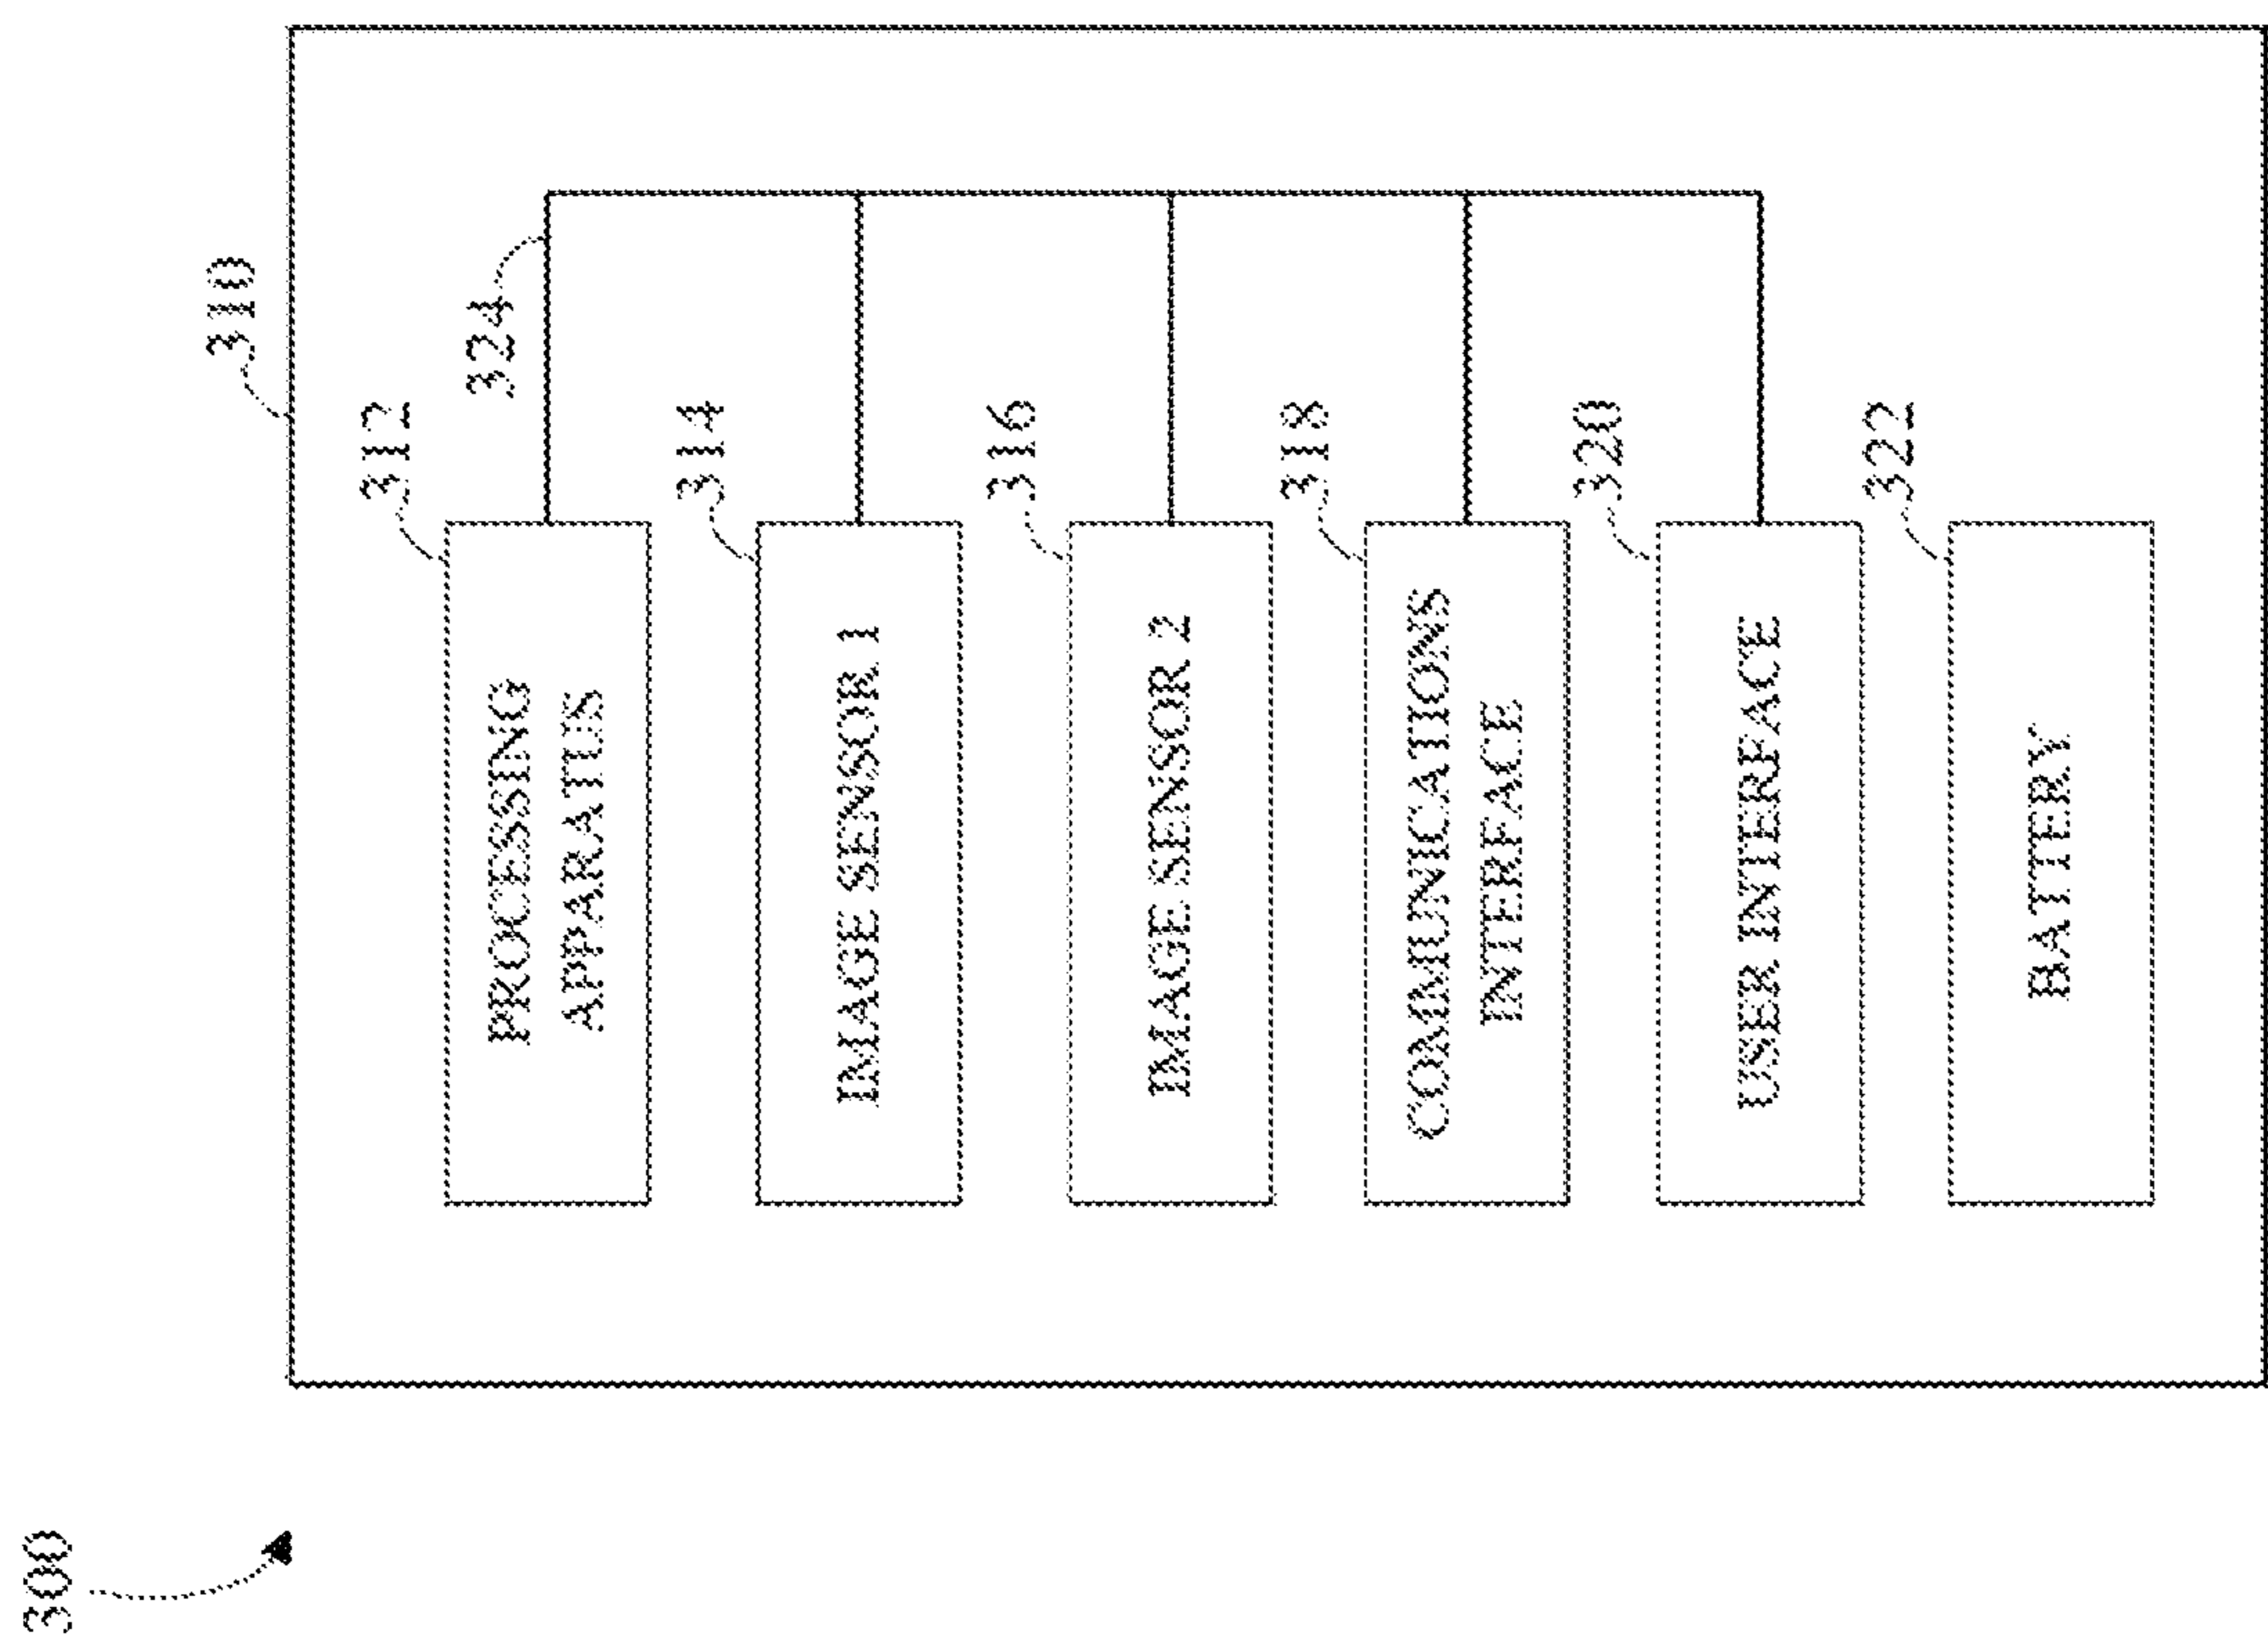 300
310
324
312
PROCESSING
APPARATUS
314
IMAGE SENSOR 1
316
IMAGE SENSOR 2
318
COMMUNICATIONS
INTERFACE
320
USER INTERFACE
322
BATTERY